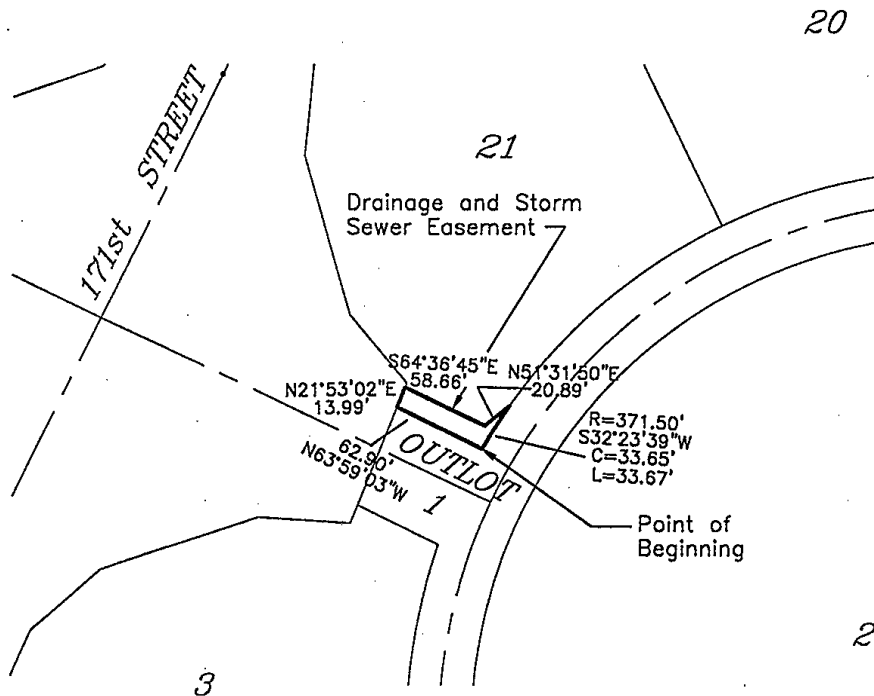 20
171st STREET
21
Drainage and Storm
Sewer Easement
S64°36'45"E
58.66'
N51°31'50"E
20.89'
N21°53'02"E
13.99'
R=371.50'
S32°23'39"W
C=33.65'
L=33.67'
62.90'
N63°59'03"W
OUTLOT
1
Point of
Beginning
2
3